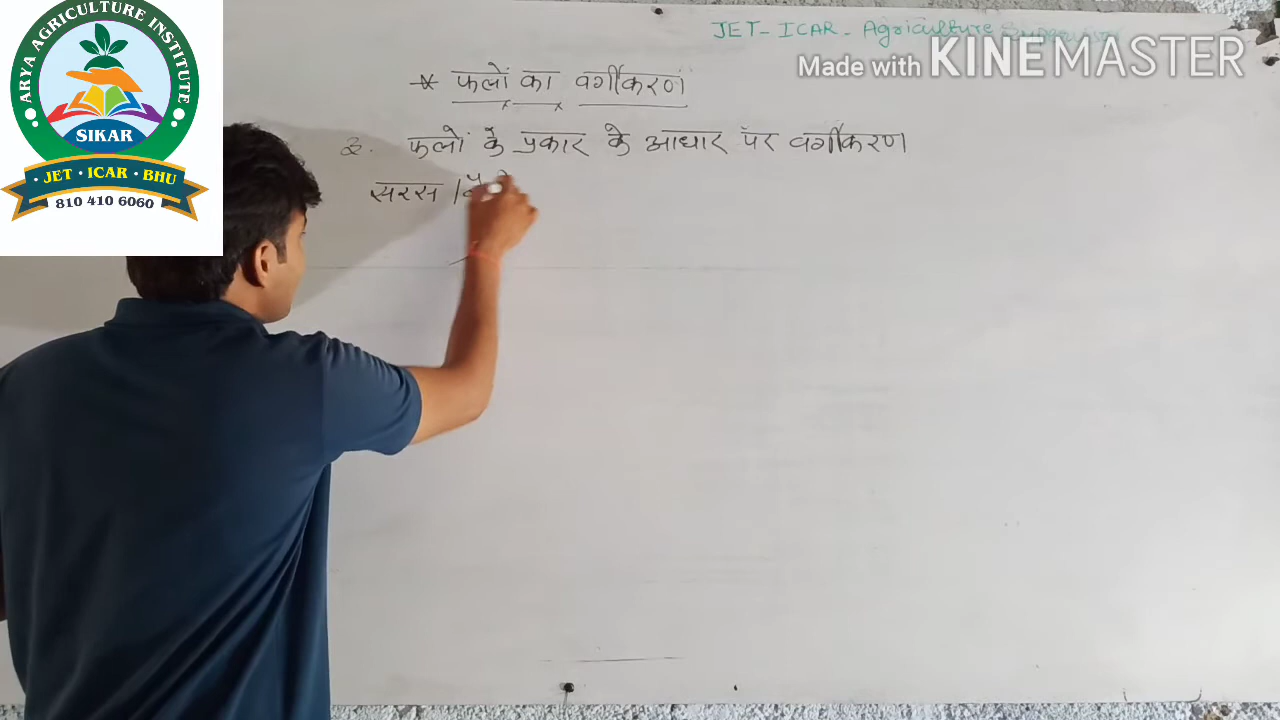 ARYA AGRICULTURE INSTITUTE
SIKAR
· JET · ICAR · BHU ·
810 410 6060
JET- ICAR - Agriculture Supervisor
Made with KINEMASTER
* फलों का वर्गीकरण
2. फलो के प्रकार के आधार पर वर्गीकरण
सरस /